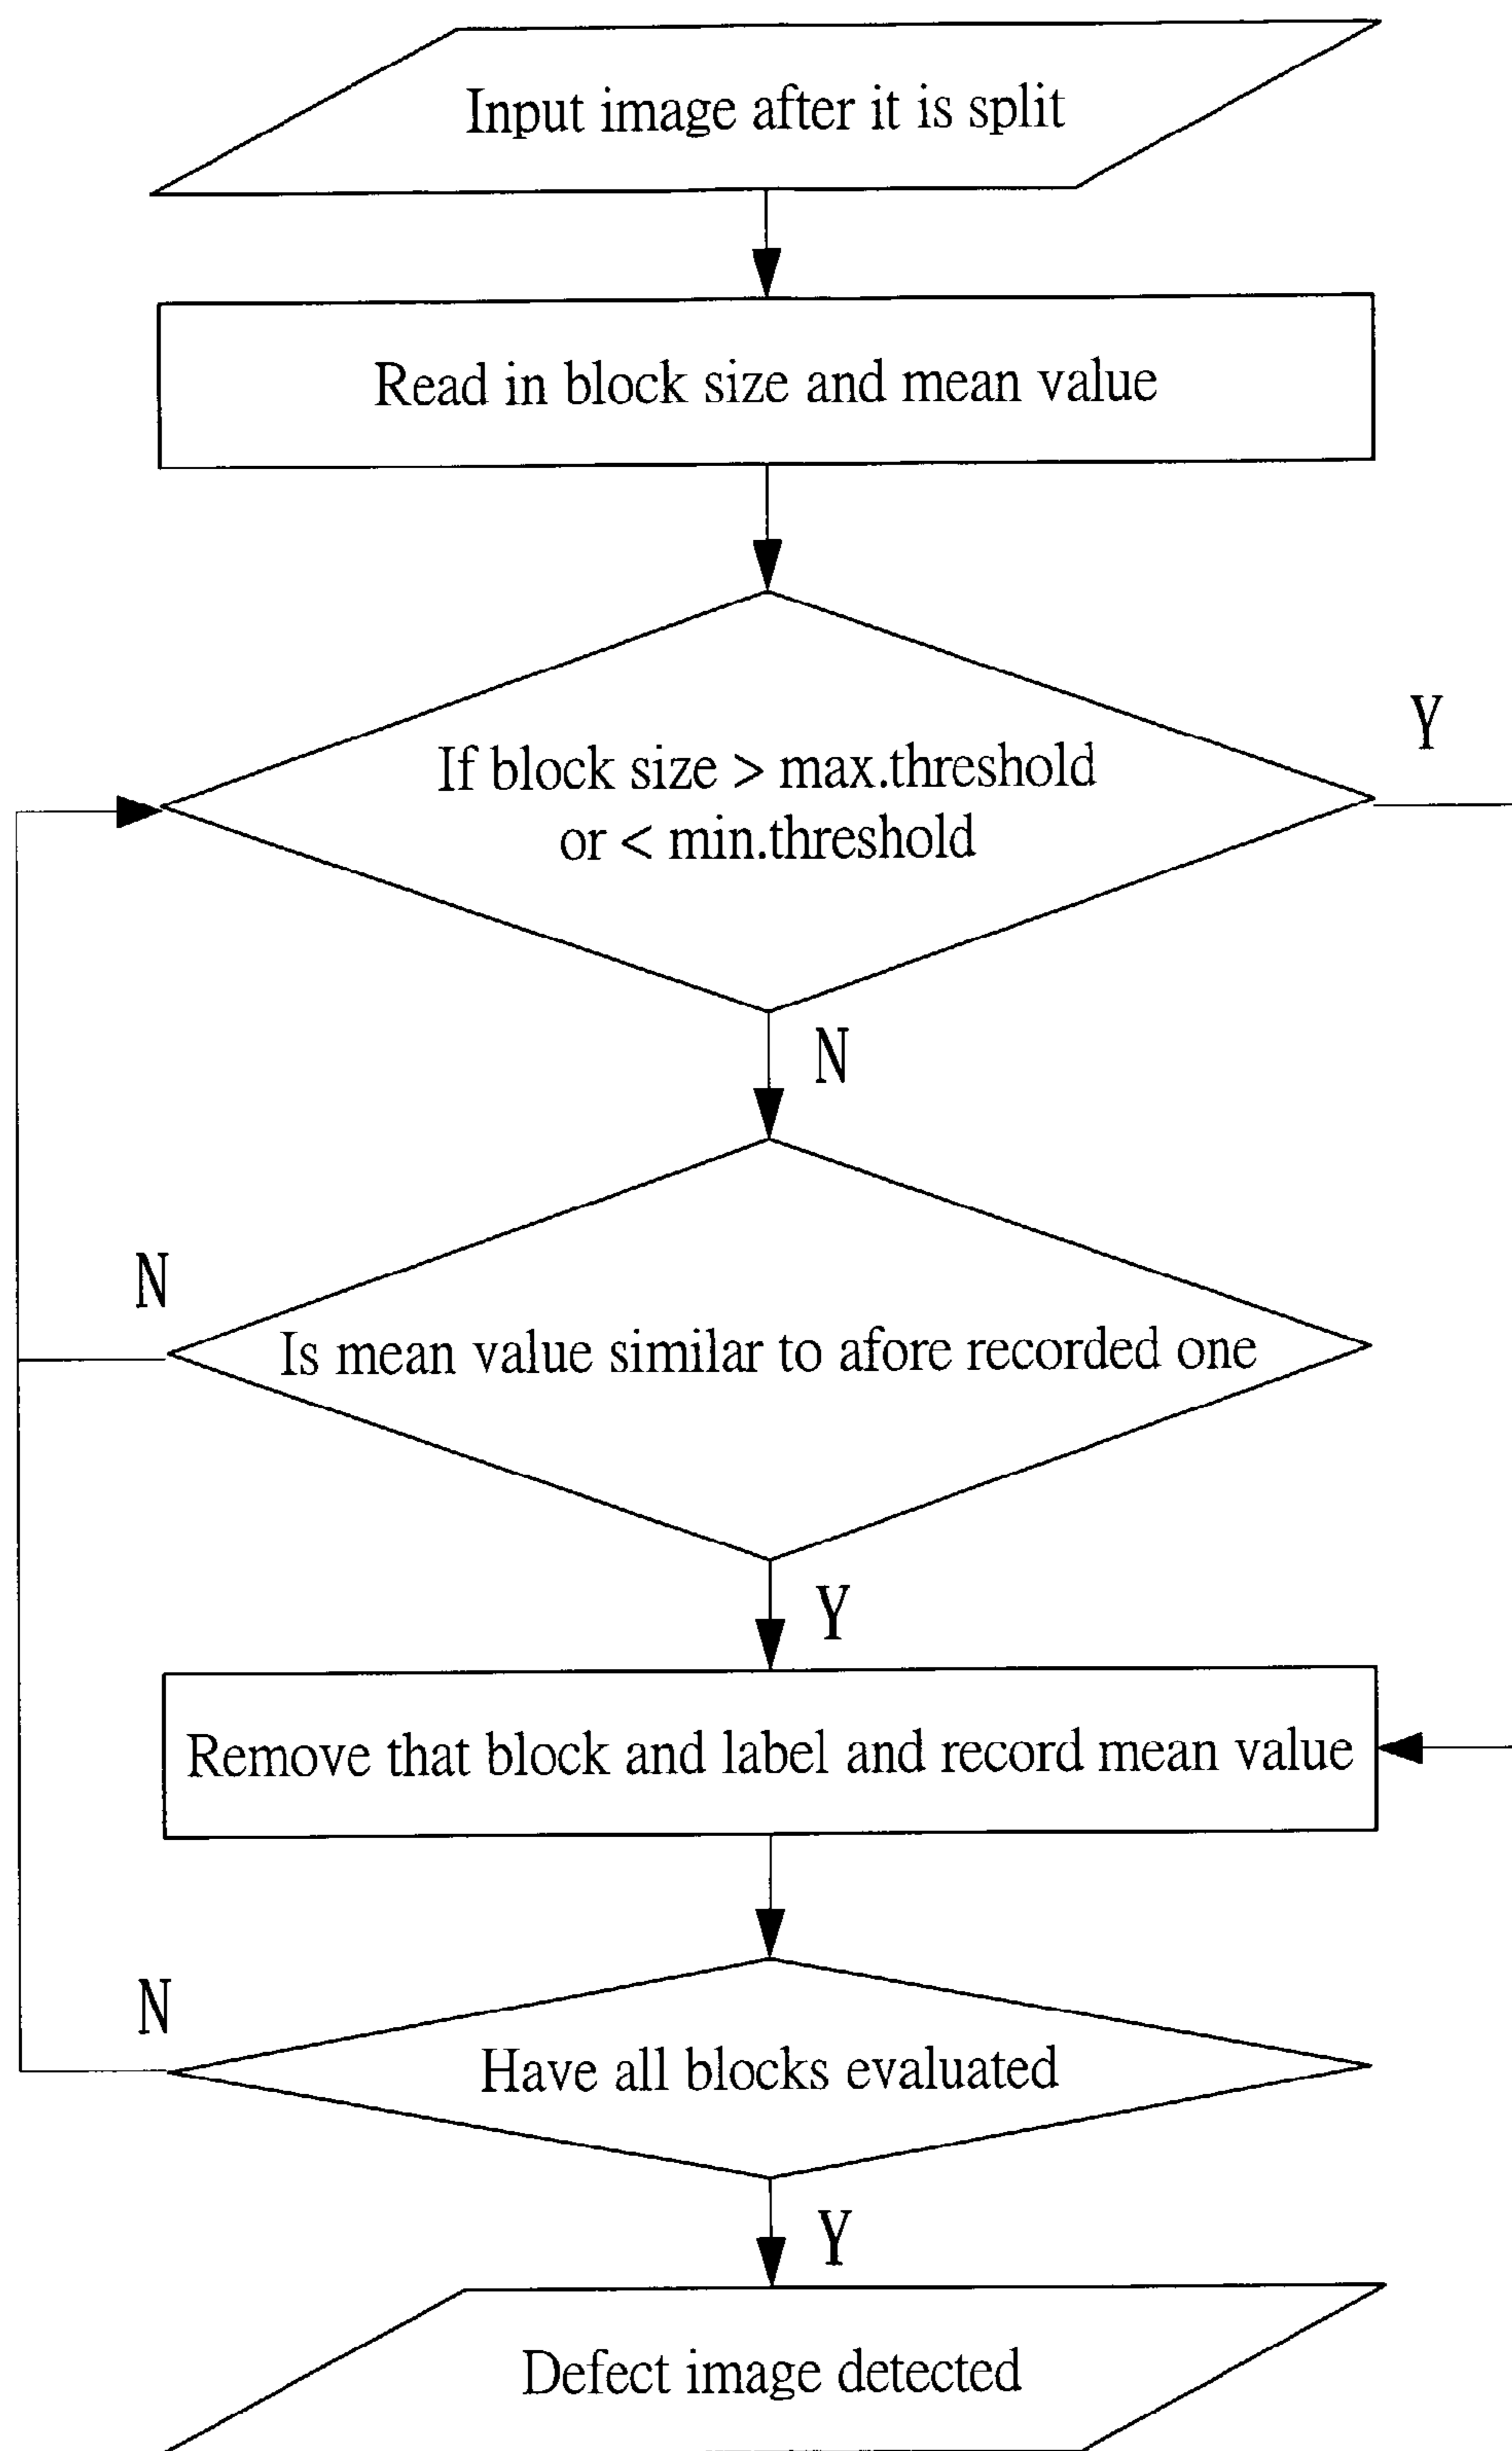 Input image after it is split
Read in block size and mean value
If block size > max.threshold
or < min.threshold
Y
N
Is mean value similar to afore recorded one
N
Y
Remove that block and label and record mean value
Have all blocks evaluated
N
Y
Defect image detected